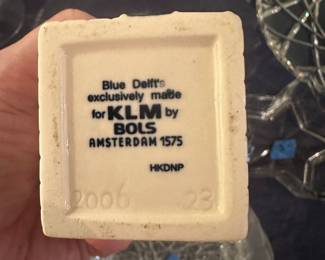 Blue Delft's
exclusively made
for KLM by
BOLS
AMSTERDAM 1575
HKDNP
2006 23